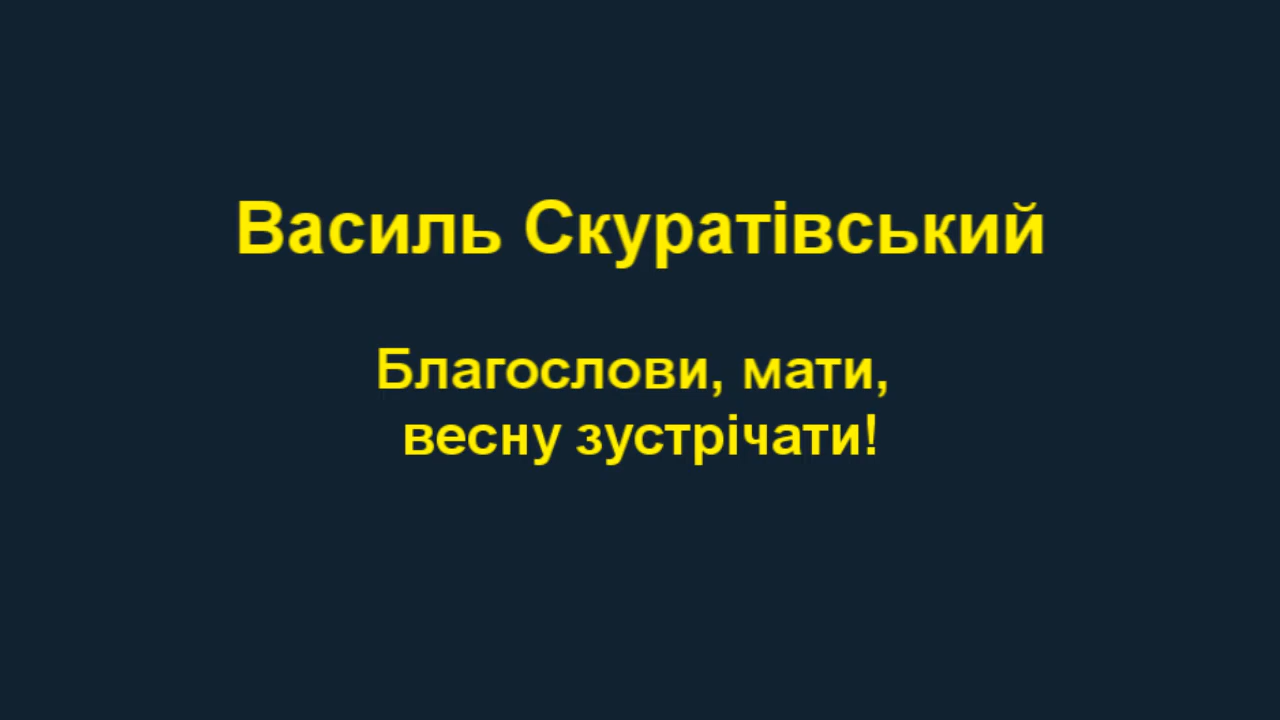 Василь Скуратівський
Благослови, мати,
весну зустрічати!